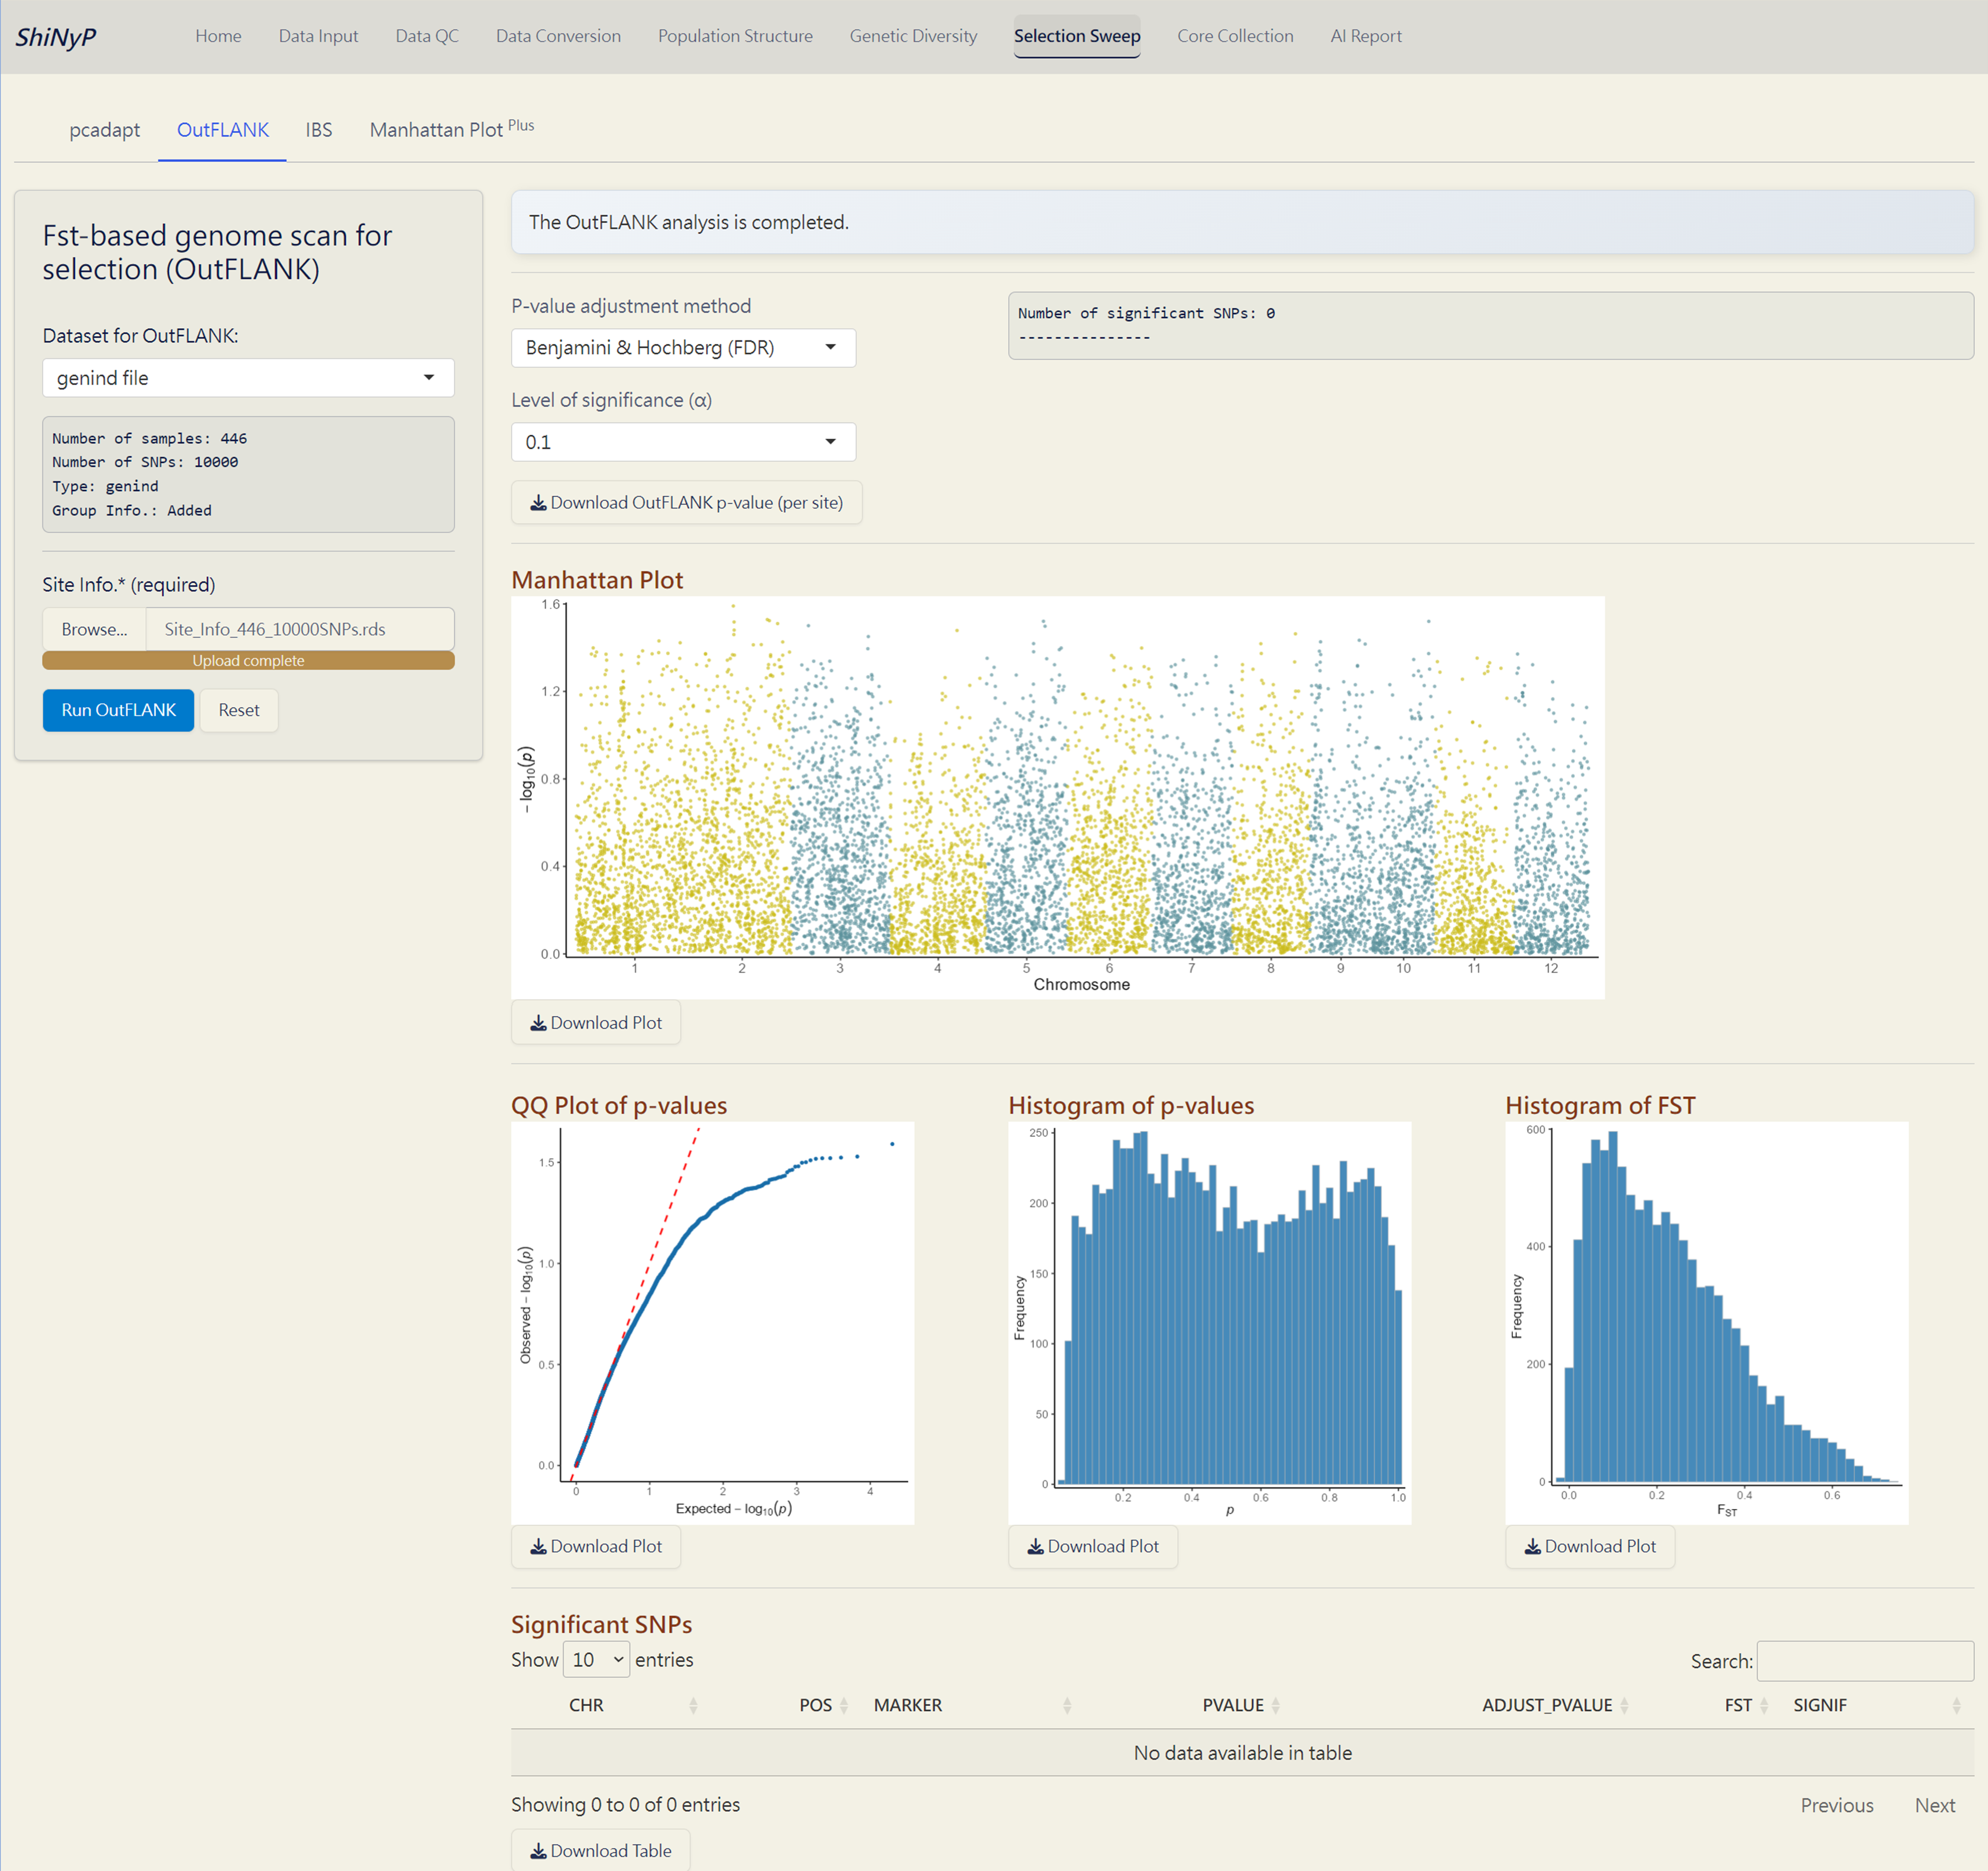 ShiNyP
Home
Data Input
Data QC
Data Conversion
Population Structure
Genetic Diversity
Selection Sweep
Core Collection
AI Report
pcadapt
OutFLANK
IBS
Manhattan Plot Plus
Fst-based genome scan for
selection (OutFLANK)
Dataset for OutFLANK:
genind file
Number of samples: 446
Number of SNPs: 10000
Type: genind
Group Info.: Added
Site Info.* (required)
Browse...
Site_Info_446_10000SNPs.rds
Upload complete
Run OutFLANK
Reset
The OutFLANK analysis is completed.
P-value adjustment method
Benjamini & Hochberg (FDR)
Level of significance (α)
0.1
Download OutFLANK p-value (per site)
Number of significant SNPs: 0
---------------
Manhattan Plot
1.6
1.2
0.8
0.4
0.0
−log10(p)
1 2 3 4 5 6 7 8 9 10 11 12
Chromosome
Download Plot
QQ Plot of p-values
1.5
1.0
0.5
0.0
Observed −log10(p)
0 1 2 3 4
Expected −log10(p)
Download Plot
Histogram of p-values
250
200
150
100
50
0
Frequency
0.2 0.4 0.6 0.8 1.0
p
Download Plot
Histogram of FST
600
400
200
0
Frequency
0.0 0.2 0.4 0.6
FST
Download Plot
Significant SNPs
Show 10 entries
Search:
CHR POS MARKER PVALUE ADJUST_PVALUE FST SIGNIF
No data available in table
Showing 0 to 0 of 0 entries
Previous
Next
Download Table